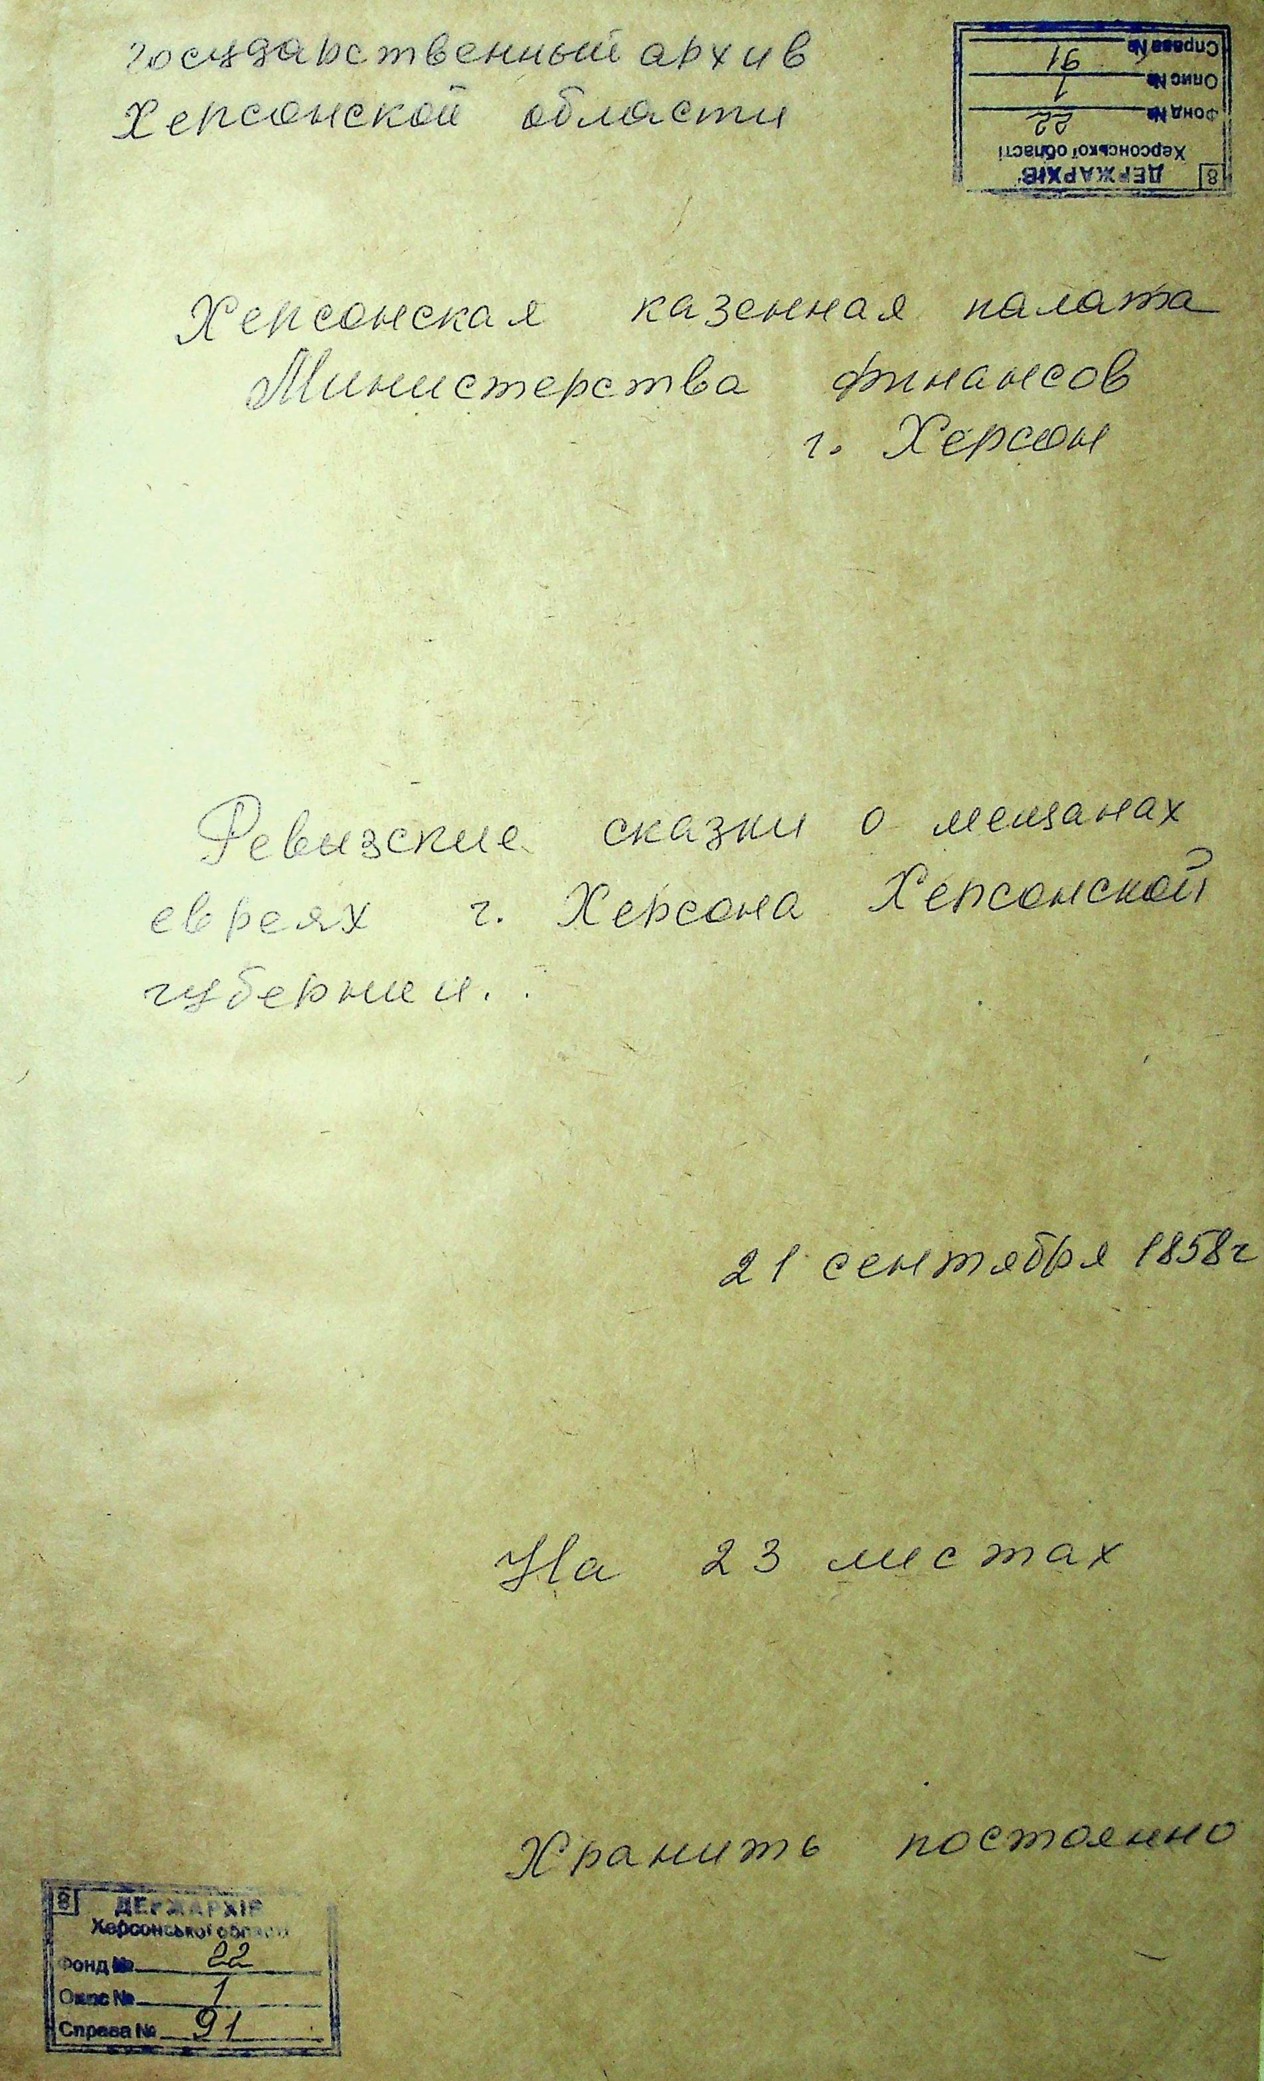 Государственный архив
Херсонской области
8 ДЕРЖАРХІВ
Херсонської області
Фонд № 22
Опис № 1
Справа № 91
Херсонская казенная палата
Министерства финансов
г. Херсон
Ревизские сказки о мещанах
евреях г. Херсона Херсонской
губернии.
21 сентября 1858г
На 23 листах
Хранить постоянно
8 ДЕРЖАРХІВ
Херсонської області
Фонд № 22
Опис № 1
Справа № 91